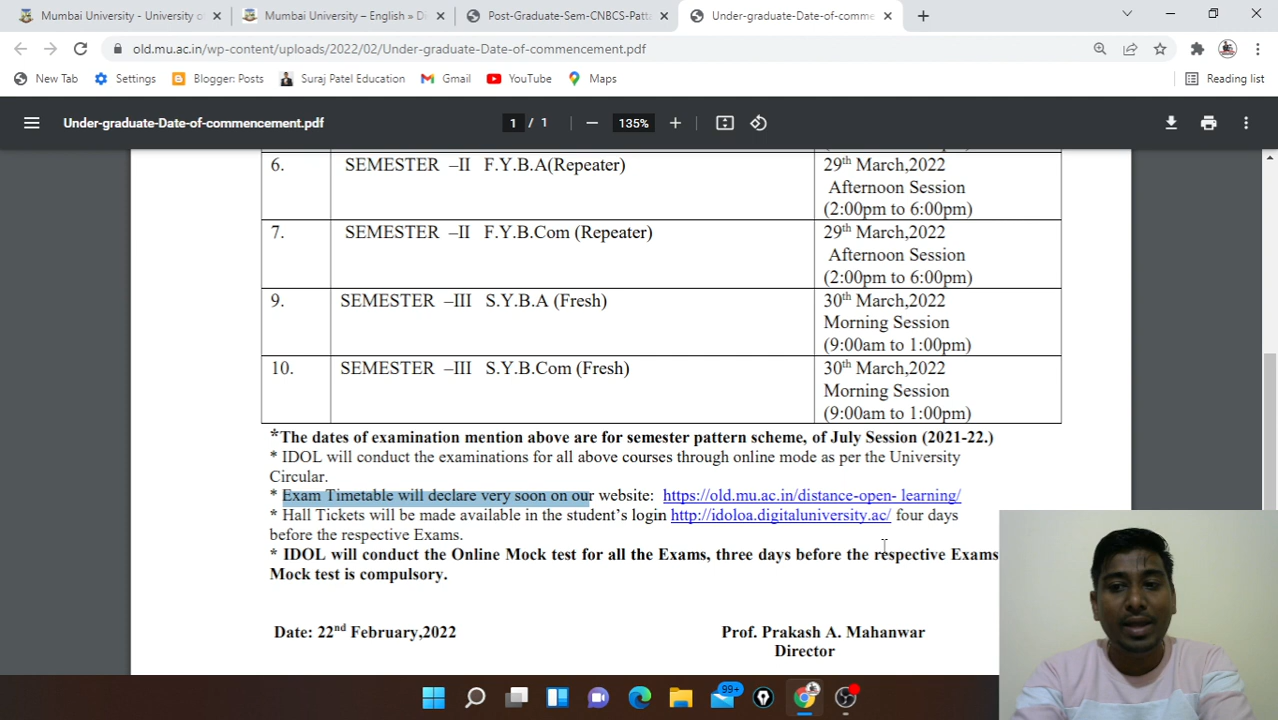 Mumbai University - University o
Mumbai University – English » Di
Post-Graduate-Sem-CNBCS-Patt
Under-graduate-Date-of-comme
old.mu.ac.in/wp-content/uploads/2022/02/Under-graduate-Date-of-commencement.pdf
New Tab
Settings
Blogger: Posts
Suraj Patel Education
Gmail
YouTube
Maps
Reading list
Under-graduate-Date-of-commencement.pdf
1 / 1
135%
6. SEMESTER –II F.Y.B.A(Repeater) 29th March,2022
Afternoon Session
(2:00pm to 6:00pm)
7. SEMESTER –II F.Y.B.Com (Repeater) 29th March,2022
Afternoon Session
(2:00pm to 6:00pm)
9. SEMESTER –III S.Y.B.A (Fresh) 30th March,2022
Morning Session
(9:00am to 1:00pm)
10. SEMESTER –III S.Y.B.Com (Fresh) 30th March,2022
Morning Session
(9:00am to 1:00pm)
*The dates of examination mention above are for semester pattern scheme, of July Session (2021-22.)
* IDOL will conduct the examinations for all above courses through online mode as per the University
Circular.
* Exam Timetable will declare very soon on our website: https://old.mu.ac.in/distance-open- learning/
* Hall Tickets will be made available in the student's login http://idoloa.digitaluniversity.ac/ four days
before the respective Exams.
* IDOL will conduct the Online Mock test for all the Exams, three days before the respective Exams
Mock test is compulsory.
Date: 22nd February,2022
Prof. Prakash A. Mahanwar
Director
99+